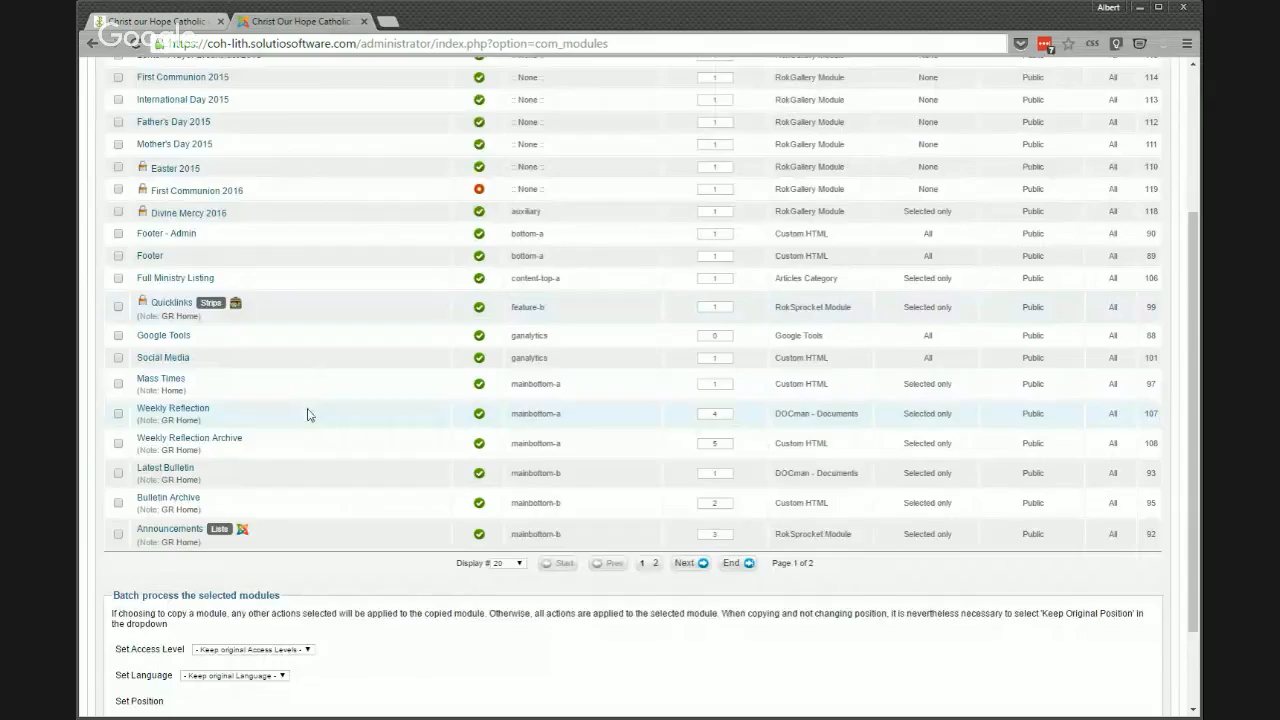 Albert
Christ our Hope Catholic
Christ Our Hope Catholic
Google
https://coh-lith.solutiosoftware.com/administrator/index.php?option=com_modules
CSS
7
First Communion 2015 :: None :: 1 RokGallery Module None Public All 114
International Day 2015 :: None :: 1 RokGallery Module None Public All 113
Father's Day 2015 :: None :: 1 RokGallery Module None Public All 112
Mother's Day 2015 :: None :: 1 RokGallery Module None Public All 111
Easter 2015 :: None :: 1 RokGallery Module None Public All 110
First Communion 2016 :: None :: 1 RokGallery Module None Public All 119
Divine Mercy 2016 auxiliary 1 RokGallery Module Selected only Public All 118
Footer - Admin bottom-a 1 Custom HTML All Public All 90
Footer bottom-a 1 Custom HTML All Public All 89
Full Ministry Listing content-top-a 1 Articles Category Selected only Public All 106
Quicklinks Strips feature-b 1 RokSprocket Module Selected only Public All 99
(Note: GR Home)
Google Tools ganalytics 0 Google Tools All Public All 88
Social Media ganalytics 1 Custom HTML All Public All 101
Mass Times mainbottom-a 1 Custom HTML Selected only Public All 97
(Note: Home)
Weekly Reflection mainbottom-a 4 DOCman - Documents Selected only Public All 107
(Note: GR Home)
Weekly Reflection Archive mainbottom-a 5 Custom HTML Selected only Public All 108
(Note: GR Home)
Latest Bulletin mainbottom-b 1 DOCman - Documents Selected only Public All 93
(Note: GR Home)
Bulletin Archive mainbottom-b 2 Custom HTML Selected only Public All 95
(Note: GR Home)
Announcements Lists mainbottom-b 3 RokSprocket Module Selected only Public All 92
(Note: GR Home)
Display # 20 Start Prev 1 2 Next End Page 1 of 2
Batch process the selected modules
If choosing to copy a module, any other actions selected will be applied to the copied module. Otherwise, all actions are applied to the selected module. When copying and not changing position, it is nevertheless necessary to select 'Keep Original Position' in
the dropdown
Set Access Level - Keep original Access Levels -
Set Language - Keep original Language -
Set Position